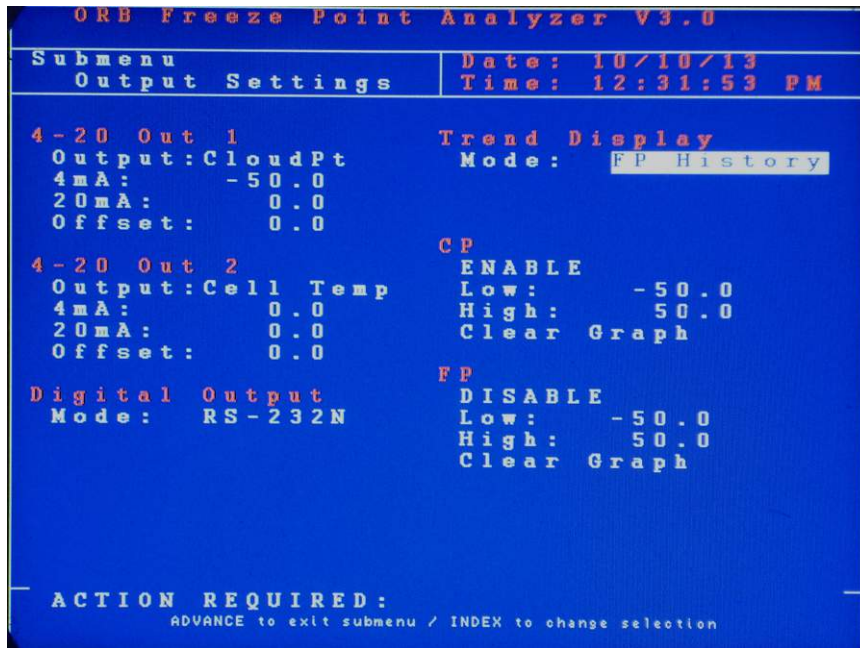 ORB Freeze Point Analyzer V3.0
Submenu
Output Settings
Date: 10/10/13
Time: 12:31:53 PM
4-20 Out 1
Output:CloudPt
4mA: -50.0
20mA: 0.0
Offset: 0.0
4-20 Out 2
Output:Cell Temp
4mA: 0.0
20mA: 0.0
Offset: 0.0
Digital Output
Mode: RS-232N
Trend Display
Mode: FP History
CP
ENABLE
Low: -50.0
High: 50.0
Clear Graph
FP
DISABLE
Low: -50.0
High: 50.0
Clear Graph
ACTION REQUIRED:
ADVANCE to exit submenu / INDEX to change selection